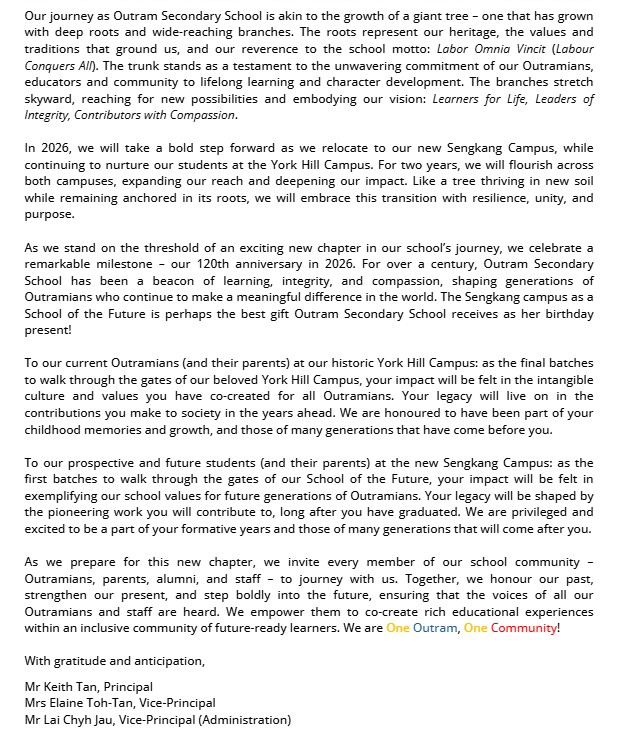 Our journey as Outram Secondary School is akin to the growth of a giant tree – one that has grown
with deep roots and wide-reaching branches. The roots represent our heritage, the values and
traditions that ground us, and our reverence to the school motto: Labor Omnia Vincit (Labour
Conquers All). The trunk stands as a testament to the unwavering commitment of our Outramians,
educators and community to lifelong learning and character development. The branches stretch
skyward, reaching for new possibilities and embodying our vision: Learners for Life, Leaders of
Integrity, Contributors with Compassion.
In 2026, we will take a bold step forward as we relocate to our new Sengkang Campus, while
continuing to nurture our students at the York Hill Campus. For two years, we will flourish across
both campuses, expanding our reach and deepening our impact. Like a tree thriving in new soil
while remaining anchored in its roots, we will embrace this transition with resilience, unity, and
purpose.
As we stand on the threshold of an exciting new chapter in our school's journey, we celebrate a
remarkable milestone – our 120th anniversary in 2026. For over a century, Outram Secondary
School has been a beacon of learning, integrity, and compassion, shaping generations of
Outramians who continue to make a meaningful difference in the world. The Sengkang campus as a
School of the Future is perhaps the best gift Outram Secondary School receives as her birthday
present!
To our current Outramians (and their parents) at our historic York Hill Campus: as the final batches
to walk through the gates of our beloved York Hill Campus, your impact will be felt in the intangible
culture and values you have co-created for all Outramians. Your legacy will live on in the
contributions you make to society in the years ahead. We are honoured to have been part of your
childhood memories and growth, and those of many generations that have come before you.
To our prospective and future students (and their parents) at the new Sengkang Campus: as the
first batches to walk through the gates of our School of the Future, your impact will be felt in
exemplifying our school values for future generations of Outramians. Your legacy will be shaped by
the pioneering work you will contribute to, long after you have graduated. We are privileged and
excited to be a part of your formative years and those of many generations that will come after you.
As we prepare for this new chapter, we invite every member of our school community –
Outramians, parents, alumni, and staff – to journey with us. Together, we honour our past,
strengthen our present, and step boldly into the future, ensuring that the voices of all our
Outramians and staff are heard. We empower them to co-create rich educational experiences
within an inclusive community of future-ready learners. We are One Outram, One Community!
With gratitude and anticipation,
Mr Keith Tan, Principal
Mrs Elaine Toh-Tan, Vice-Principal
Mr Lai Chyh Jau, Vice-Principal (Administration)